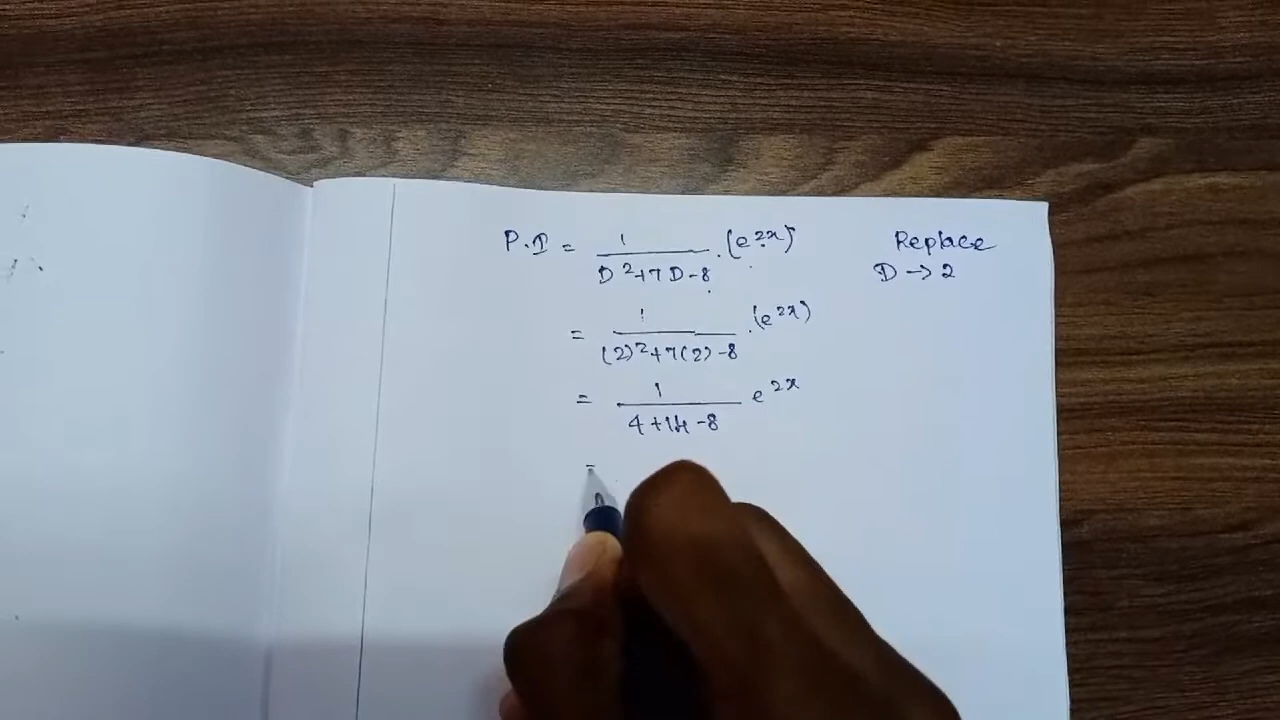 P.I = 1/(D²+7D-8) . (e^2x) Replace
D → 2
= 1/((2)²+7(2)-8) . (e^2x)
= 1/(4+14-8) e^2x
=